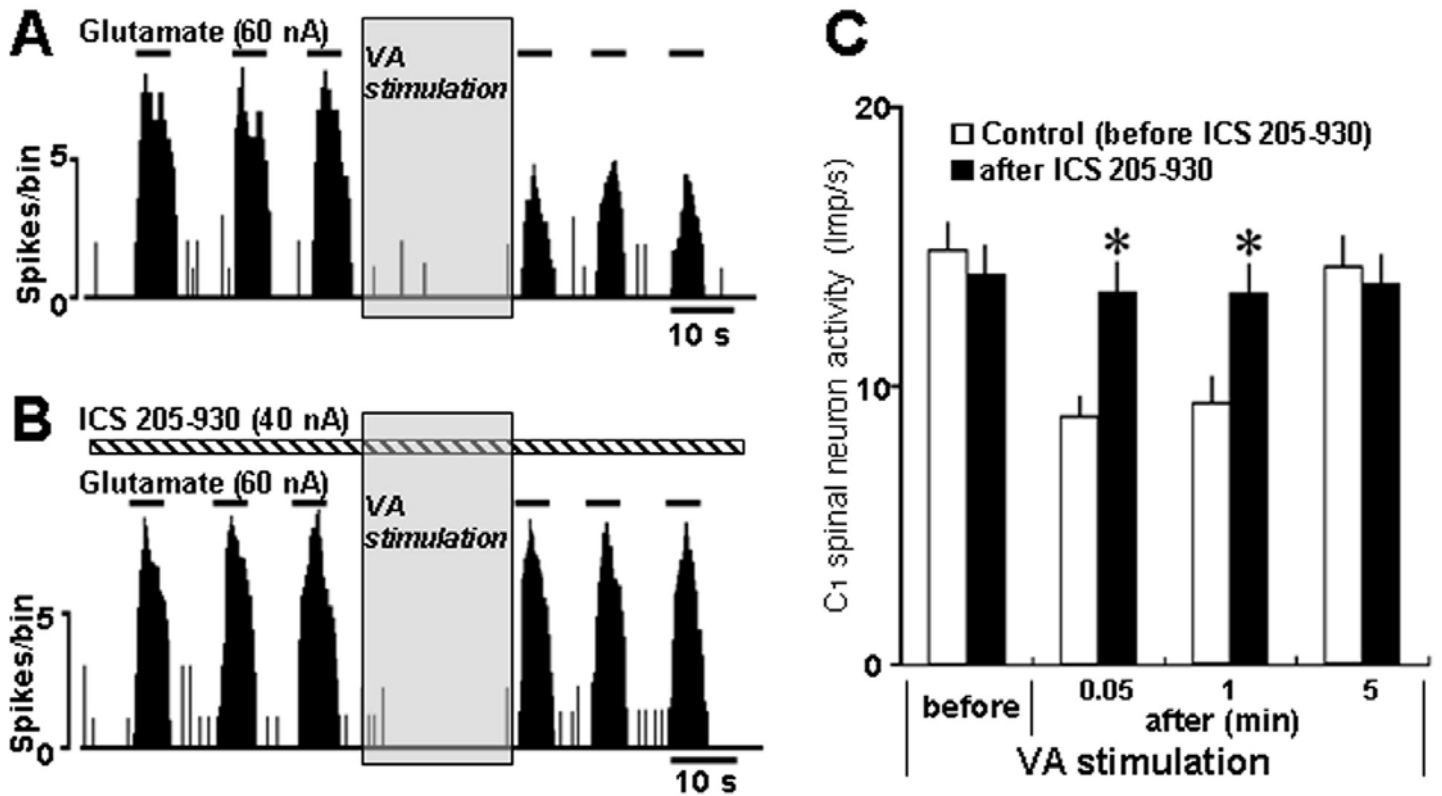 A
Glutamate (60 nA)
VA
stimulation
Spikes/bin
5
0
10 s
B
ICS 205-930 (40 nA)
Glutamate (60 nA)
VA
stimulation
Spikes/bin
5
0
10 s
C
C1 spinal neuron activity (Imp/s)
20
10
0
Control (before ICS 205-930)
after ICS 205-930
* *
before
0.05 1 5
after (min)
VA stimulation